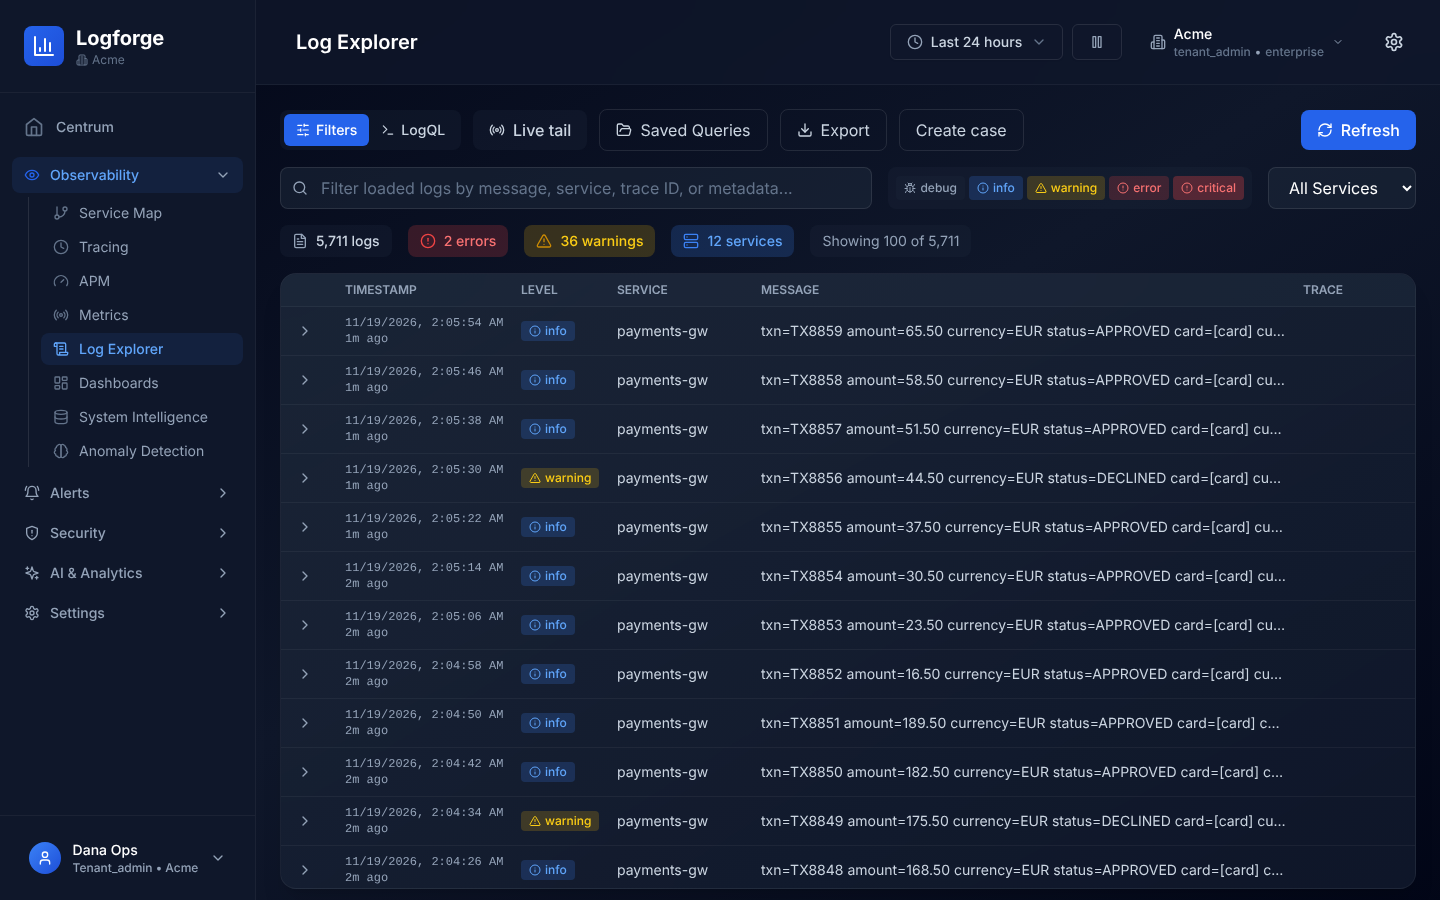 Logforge
Acme
Centrum
Observability
Service Map
Tracing
APM
Metrics
Log Explorer
Dashboards
System Intelligence
Anomaly Detection
Alerts
Security
AI & Analytics
Settings
Dana Ops
Tenant_admin • Acme
Log Explorer
Last 24 hours
Acme
tenant_admin • enterprise
Filters LogQL Live tail Saved Queries Export Create case Refresh
Filter loaded logs by message, service, trace ID, or metadata... debug info warning error critical All Services
5,711 logs 2 errors 36 warnings 12 services Showing 100 of 5,711
TIMESTAMP LEVEL SERVICE MESSAGE TRACE
11/19/2026, 2:05:54 AM info payments-gw txn=TX8859 amount=65.50 currency=EUR status=APPROVED card=[card] cu...
1m ago
11/19/2026, 2:05:46 AM info payments-gw txn=TX8858 amount=58.50 currency=EUR status=APPROVED card=[card] cu...
1m ago
11/19/2026, 2:05:38 AM info payments-gw txn=TX8857 amount=51.50 currency=EUR status=APPROVED card=[card] cu...
1m ago
11/19/2026, 2:05:30 AM warning payments-gw txn=TX8856 amount=44.50 currency=EUR status=DECLINED card=[card] cu...
1m ago
11/19/2026, 2:05:22 AM info payments-gw txn=TX8855 amount=37.50 currency=EUR status=APPROVED card=[card] cu...
1m ago
11/19/2026, 2:05:14 AM info payments-gw txn=TX8854 amount=30.50 currency=EUR status=APPROVED card=[card] cu...
2m ago
11/19/2026, 2:05:06 AM info payments-gw txn=TX8853 amount=23.50 currency=EUR status=APPROVED card=[card] cu...
2m ago
11/19/2026, 2:04:58 AM info payments-gw txn=TX8852 amount=16.50 currency=EUR status=APPROVED card=[card] cu...
2m ago
11/19/2026, 2:04:50 AM info payments-gw txn=TX8851 amount=189.50 currency=EUR status=APPROVED card=[card] c...
2m ago
11/19/2026, 2:04:42 AM info payments-gw txn=TX8850 amount=182.50 currency=EUR status=APPROVED card=[card] c...
2m ago
11/19/2026, 2:04:34 AM warning payments-gw txn=TX8849 amount=175.50 currency=EUR status=DECLINED card=[card] c...
2m ago
11/19/2026, 2:04:26 AM info payments-gw txn=TX8848 amount=168.50 currency=EUR status=APPROVED card=[card] c...
2m ago